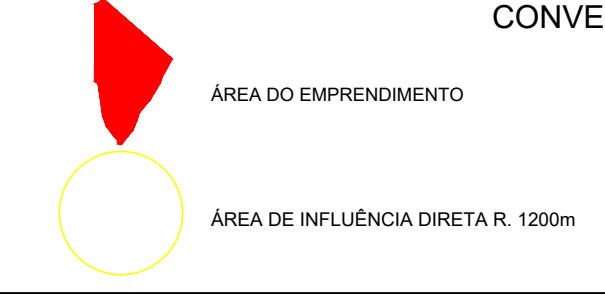 CONVE
ÁREA DO EMPRENDIMENTO
ÁREA DE INFLUÊNCIA DIRETA R. 1200m